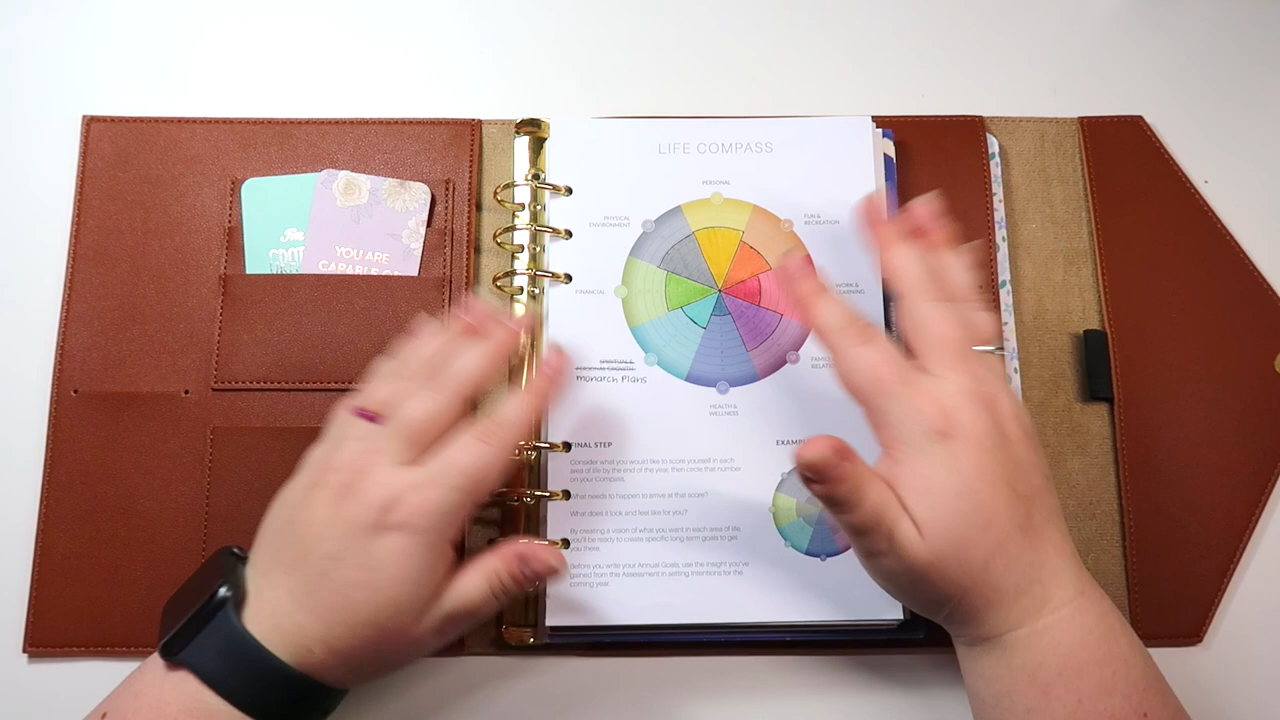 LIFE COMPASS
PERSONAL
PHYSICAL
ENVIRONMENT
FUN &
RECREATION
FINANCIAL
WORK &
LEARNING
SPIRITUAL &
PERSONAL GROWTH
monarch Plans
FAMILY
HEALTH &
WELLNESS
I'm
YOU ARE
CAPABLE OF
FINAL STEP
Consider what you would like to score yourself in each
area of life by the end of the year, then circle that number
on your Compass.
What needs to happen to arrive at that score?
What does it look and feel like for you?
By creating a vision of what you want in each area of life,
you'll be ready to create specific long term goals to get
you there.
Before you write your Annual Goals, use the insight you've
gained from this Assessment in setting Intentions for the
coming year.